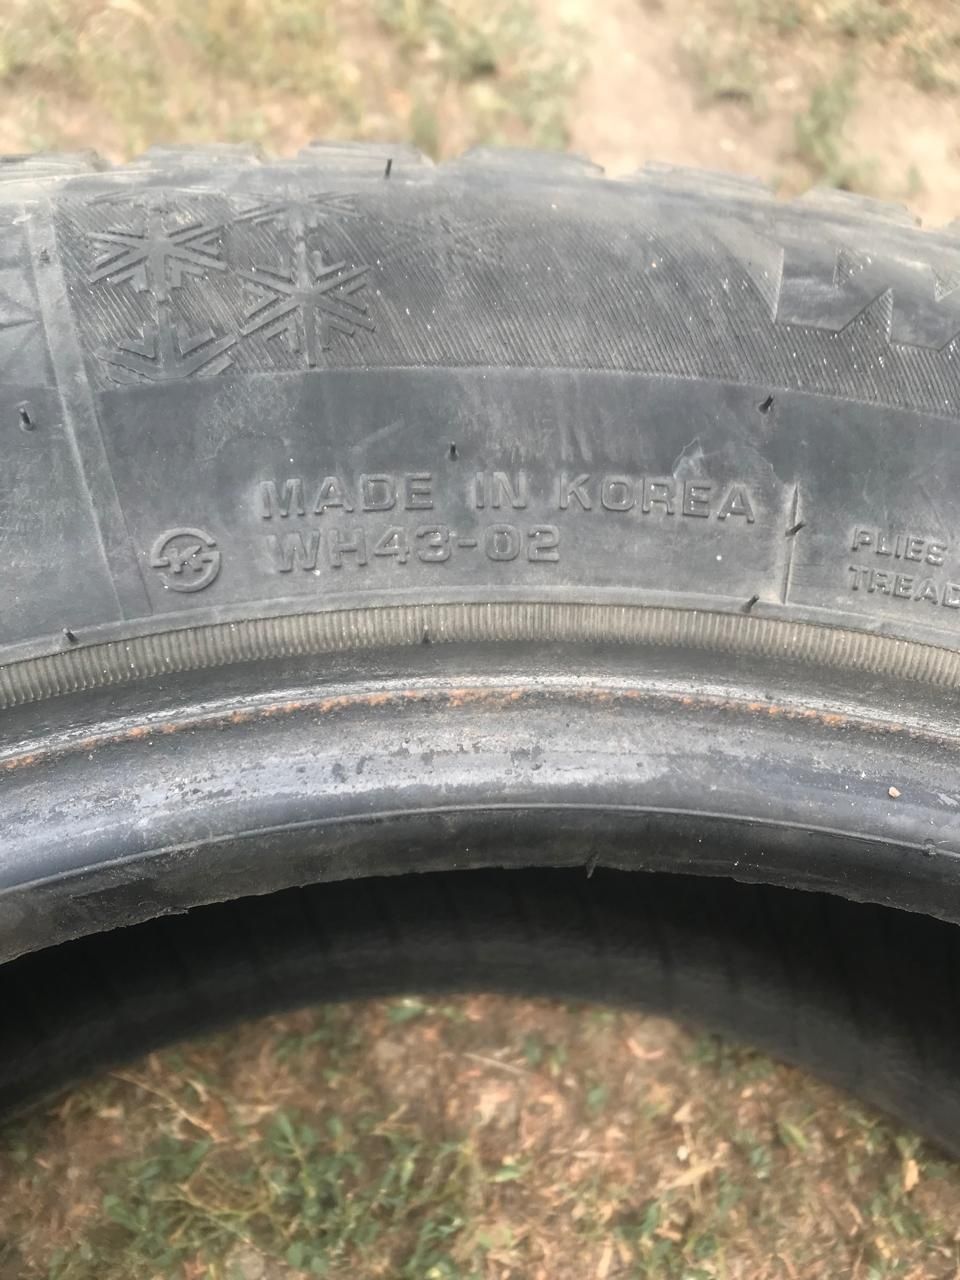 MADE IN KOREA
WH43-02
PLIES
TREAD